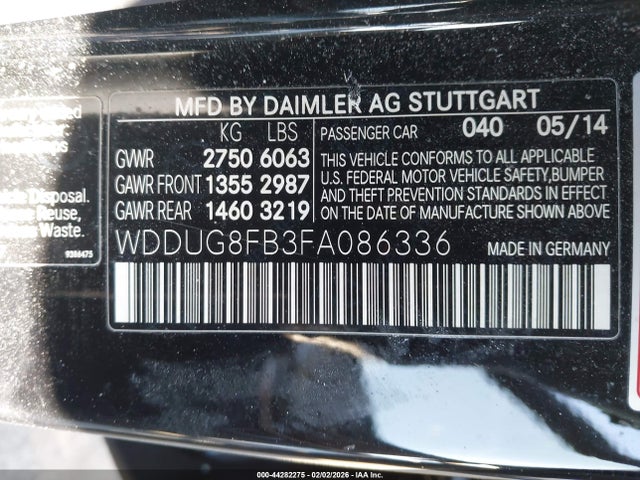 MFD BY DAIMLER AG STUTTGART
KG LBS
PASSENGER CAR 040 05/14
GVWR 2750 6063
GAWR FRONT 1355 2987
GAWR REAR 1460 3219
THIS VEHICLE CONFORMS TO ALL APPLICABLE
U.S. FEDERAL MOTOR VEHICLE SAFETY,BUMPER
AND THEFT PREVENTION STANDARDS IN EFFECT
ON THE DATE OF MANUFACTURE SHOWN ABOVE
WDDUG8FB3FA086336
MADE IN GERMANY
Disposal.
Reuse,
Waste.
9386475
000-44282275 - 02/02/2026 - IAA Inc.